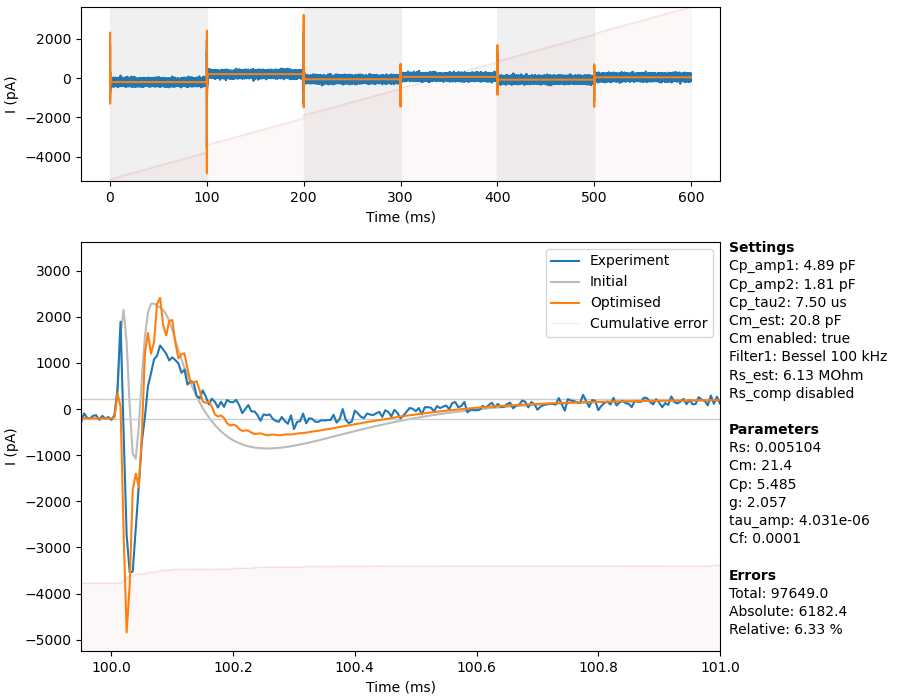 2000
0
−2000
−4000
I (pA)
0
100
200
300
400
500
600
Time (ms)
3000
2000
1000
0
−1000
−2000
−3000
−4000
−5000
I (pA)
100.0
100.2
100.4
100.6
100.8
101.0
Time (ms)
Experiment
Initial
Optimised
Cumulative error
Settings
Cp_amp1: 4.89 pF
Cp_amp2: 1.81 pF
Cp_tau2: 7.50 us
Cm_est: 20.8 pF
Cm enabled: true
Filter1: Bessel 100 kHz
Rs_est: 6.13 MOhm
Rs_comp disabled
Parameters
Rs: 0.005104
Cm: 21.4
Cp: 5.485
g: 2.057
tau_amp: 4.031e-06
Cf: 0.0001
Errors
Total: 97649.0
Absolute: 6182.4
Relative: 6.33 %